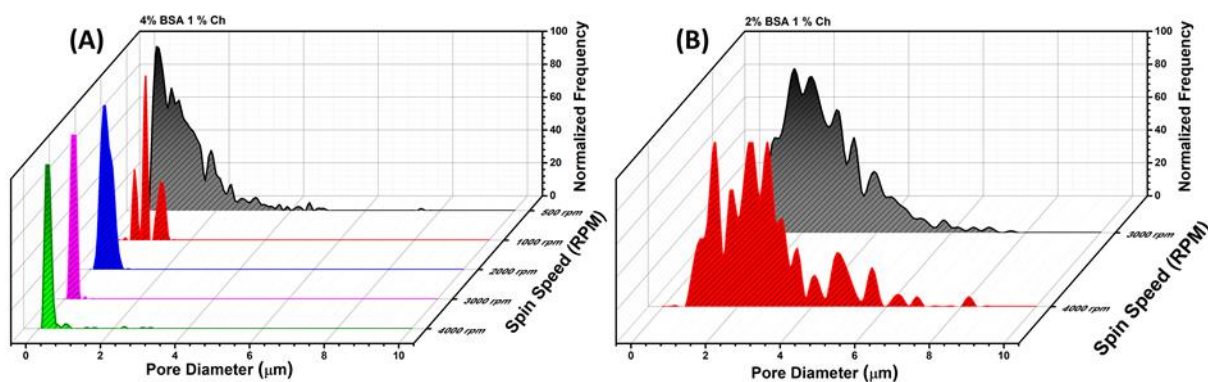 4% BSA 1 % Ch
(A)
100
80
60
40
20
0
Normalized Frequency
500 rpm
1000 rpm
2000 rpm
3000 rpm
4000 rpm
Spin Speed (RPM)
0 2 4 6 8 10
Pore Diameter (μm)
2% BSA 1 % Ch
(B)
100
80
60
40
20
0
Normalized Frequency
3000 rpm
4000 rpm
Spin Speed (RPM)
0 2 4 6 8 10
Pore Diameter (μm)